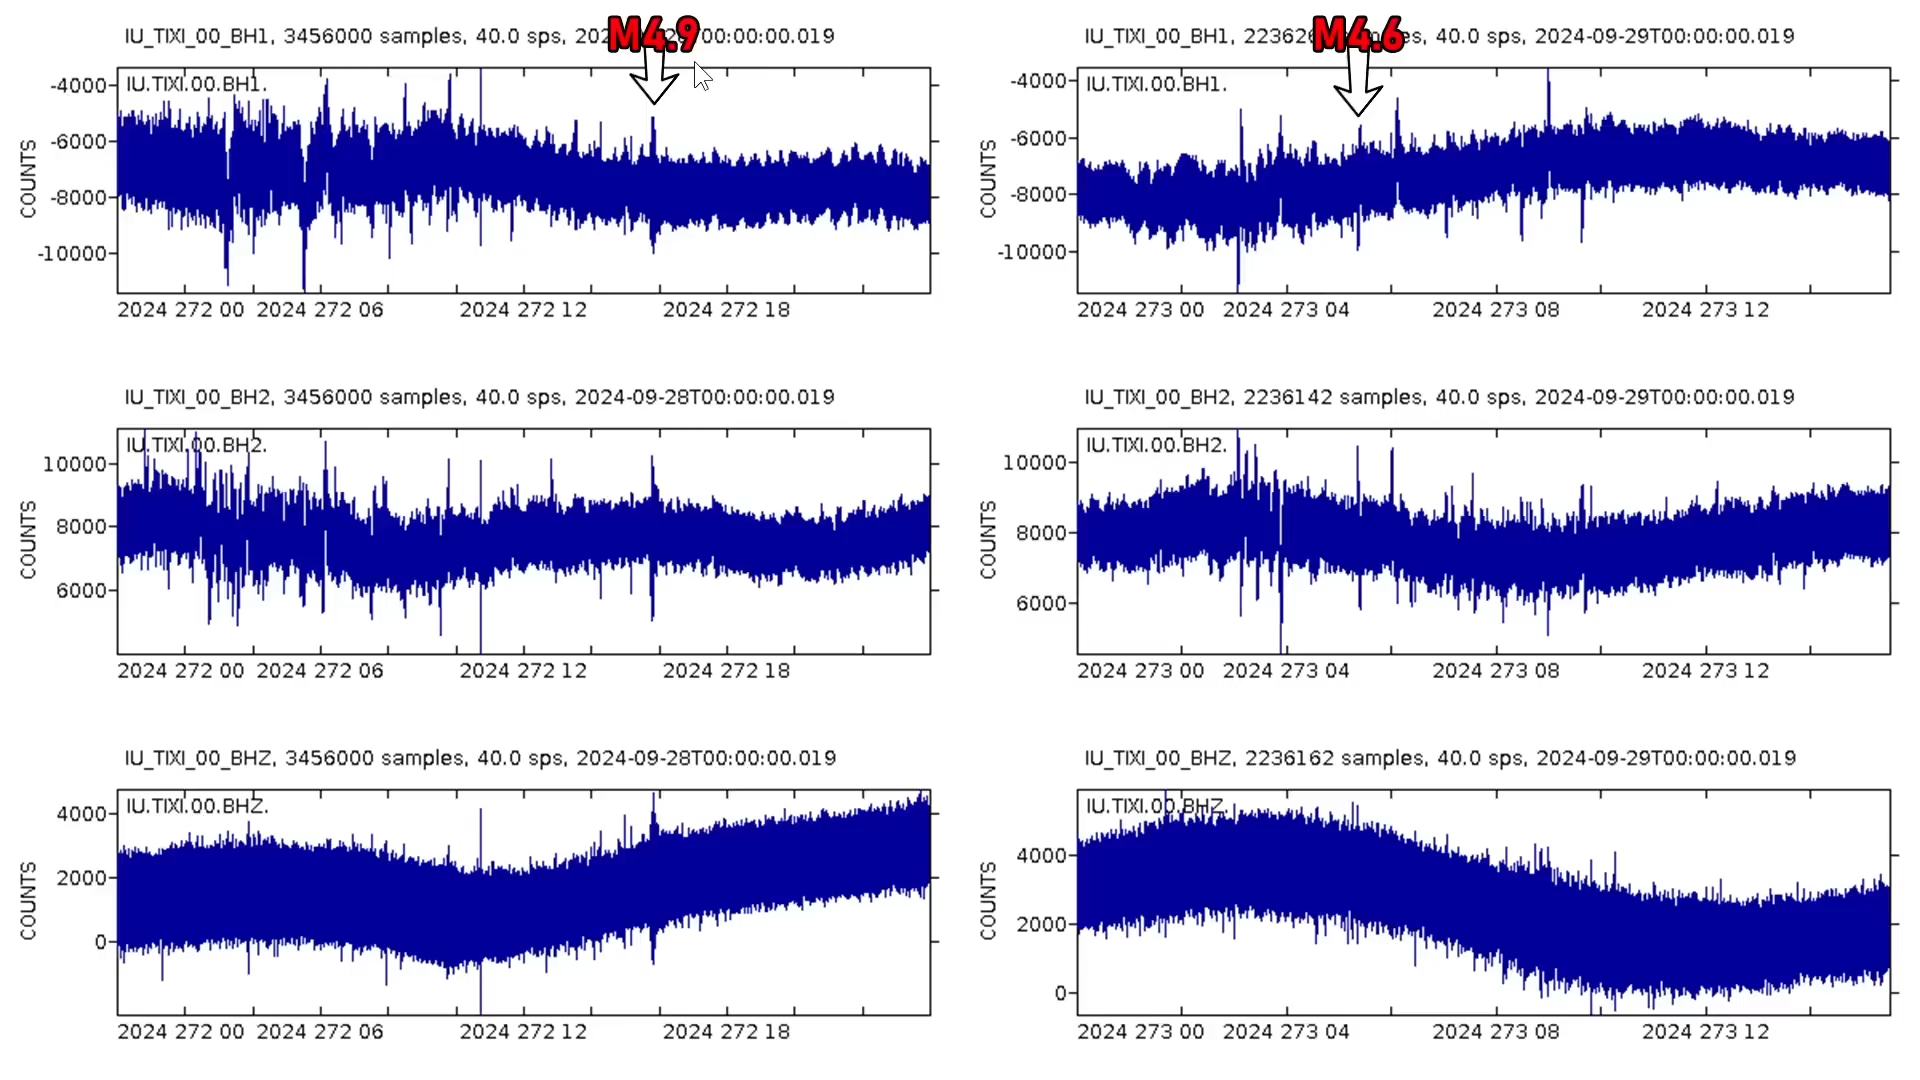 M4.9
IU_TIXI_00_BH1, 3456000 samples, 40.0 sps, 00:00:00.019
IU.TIXI.00.BH1.
-4000
-6000
-8000
-10000
COUNTS
2024 272 00 2024 272 06 2024 272 12 2024 272 18
M4.6
IU_TIXI_00_BH1, 40.0 sps, 2024-09-29T00:00:00.019
IU.TIXI.00.BH1.
-4000
-6000
-8000
-10000
COUNTS
2024 273 00 2024 273 04 2024 273 08 2024 273 12
IU_TIXI_00_BH2, 3456000 samples, 40.0 sps, 2024-09-28T00:00:00.019
IU.TIXI.00.BH2.
10000
8000
6000
COUNTS
2024 272 00 2024 272 06 2024 272 12 2024 272 18
IU_TIXI_00_BH2, 2236142 samples, 40.0 sps, 2024-09-29T00:00:00.019
IU.TIXI.00.BH2.
10000
8000
6000
COUNTS
2024 273 00 2024 273 04 2024 273 08 2024 273 12
IU_TIXI_00_BHZ, 3456000 samples, 40.0 sps, 2024-09-28T00:00:00.019
IU.TIXI.00.BHZ.
4000
2000
0
COUNTS
2024 272 00 2024 272 06 2024 272 12 2024 272 18
IU_TIXI_00_BHZ, 2236162 samples, 40.0 sps, 2024-09-29T00:00:00.019
IU.TIXI.00.BHZ.
4000
2000
0
COUNTS
2024 273 00 2024 273 04 2024 273 08 2024 273 12